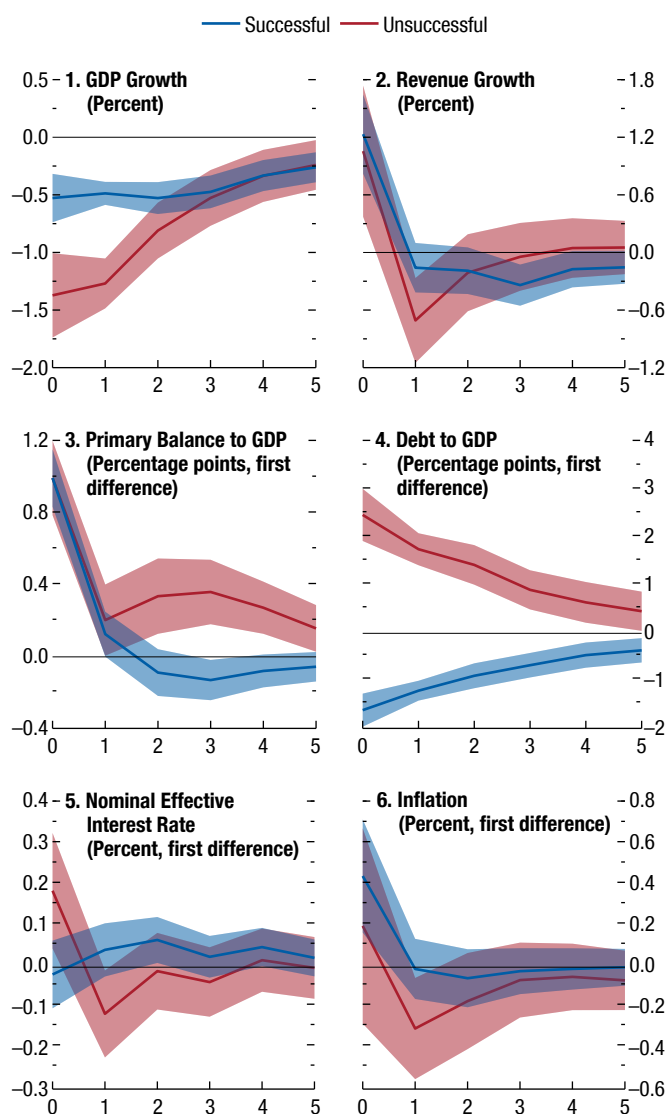 Successful Unsuccessful
1. GDP Growth
(Percent)
0.5
0.0
–0.5
–1.0
–1.5
–2.0
0 1 2 3 4 5
2. Revenue Growth
(Percent)
1.8
1.2
0.6
0.0
–0.6
–1.2
0 1 2 3 4 5
3. Primary Balance to GDP
(Percentage points, first
difference)
1.2
0.8
0.4
0.0
–0.4
0 1 2 3 4 5
4. Debt to GDP
(Percentage points, first
difference)
4
3
2
1
0
–1
–2
0 1 2 3 4 5
5. Nominal Effective
Interest Rate
(Percent, first difference)
0.4
0.3
0.2
0.1
0.0
–0.1
–0.2
–0.3
0 1 2 3 4 5
6. Inflation
(Percent, first difference)
0.8
0.6
0.4
0.2
0.0
–0.2
–0.4
–0.6
0 1 2 3 4 5